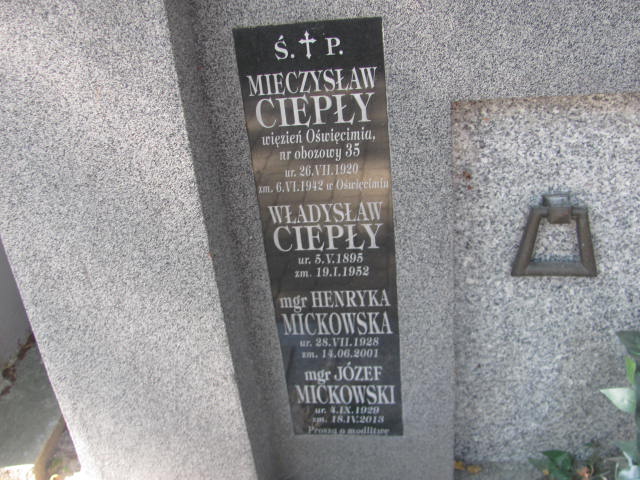 Ś. † P.
MIECZYSŁAW
CIEPŁY
więzień Oświęcimia,
nr obozowy 35
ur. 26.VII.1920
zm. 6.VI.1942 w Oświęcimiu
WŁADYSŁAW
CIEPŁY
ur. 5.V.1895
zm. 19.I.1952
mgr HENRYKA
MICKOWSKA
ur. 28.VII.1928
zm. 14.06.2001
mgr JÓZEF
MICKOWSKI
ur. 4.IX.1929
zm. 18.IV.2013
Proszą o modlitwę